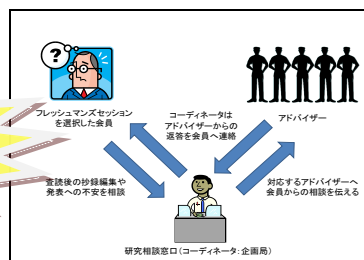 ?
フレッシュマンズセッション
を選択した会員
コーディネータは
アドバイザーからの
返答を会員へ連絡
アドバイザー
査読後の抄録編集や
発表への不安を相談
対応するアドバイザーへ
会員からの相談を伝える
研究相談窓口(コーディネータ:企画局)